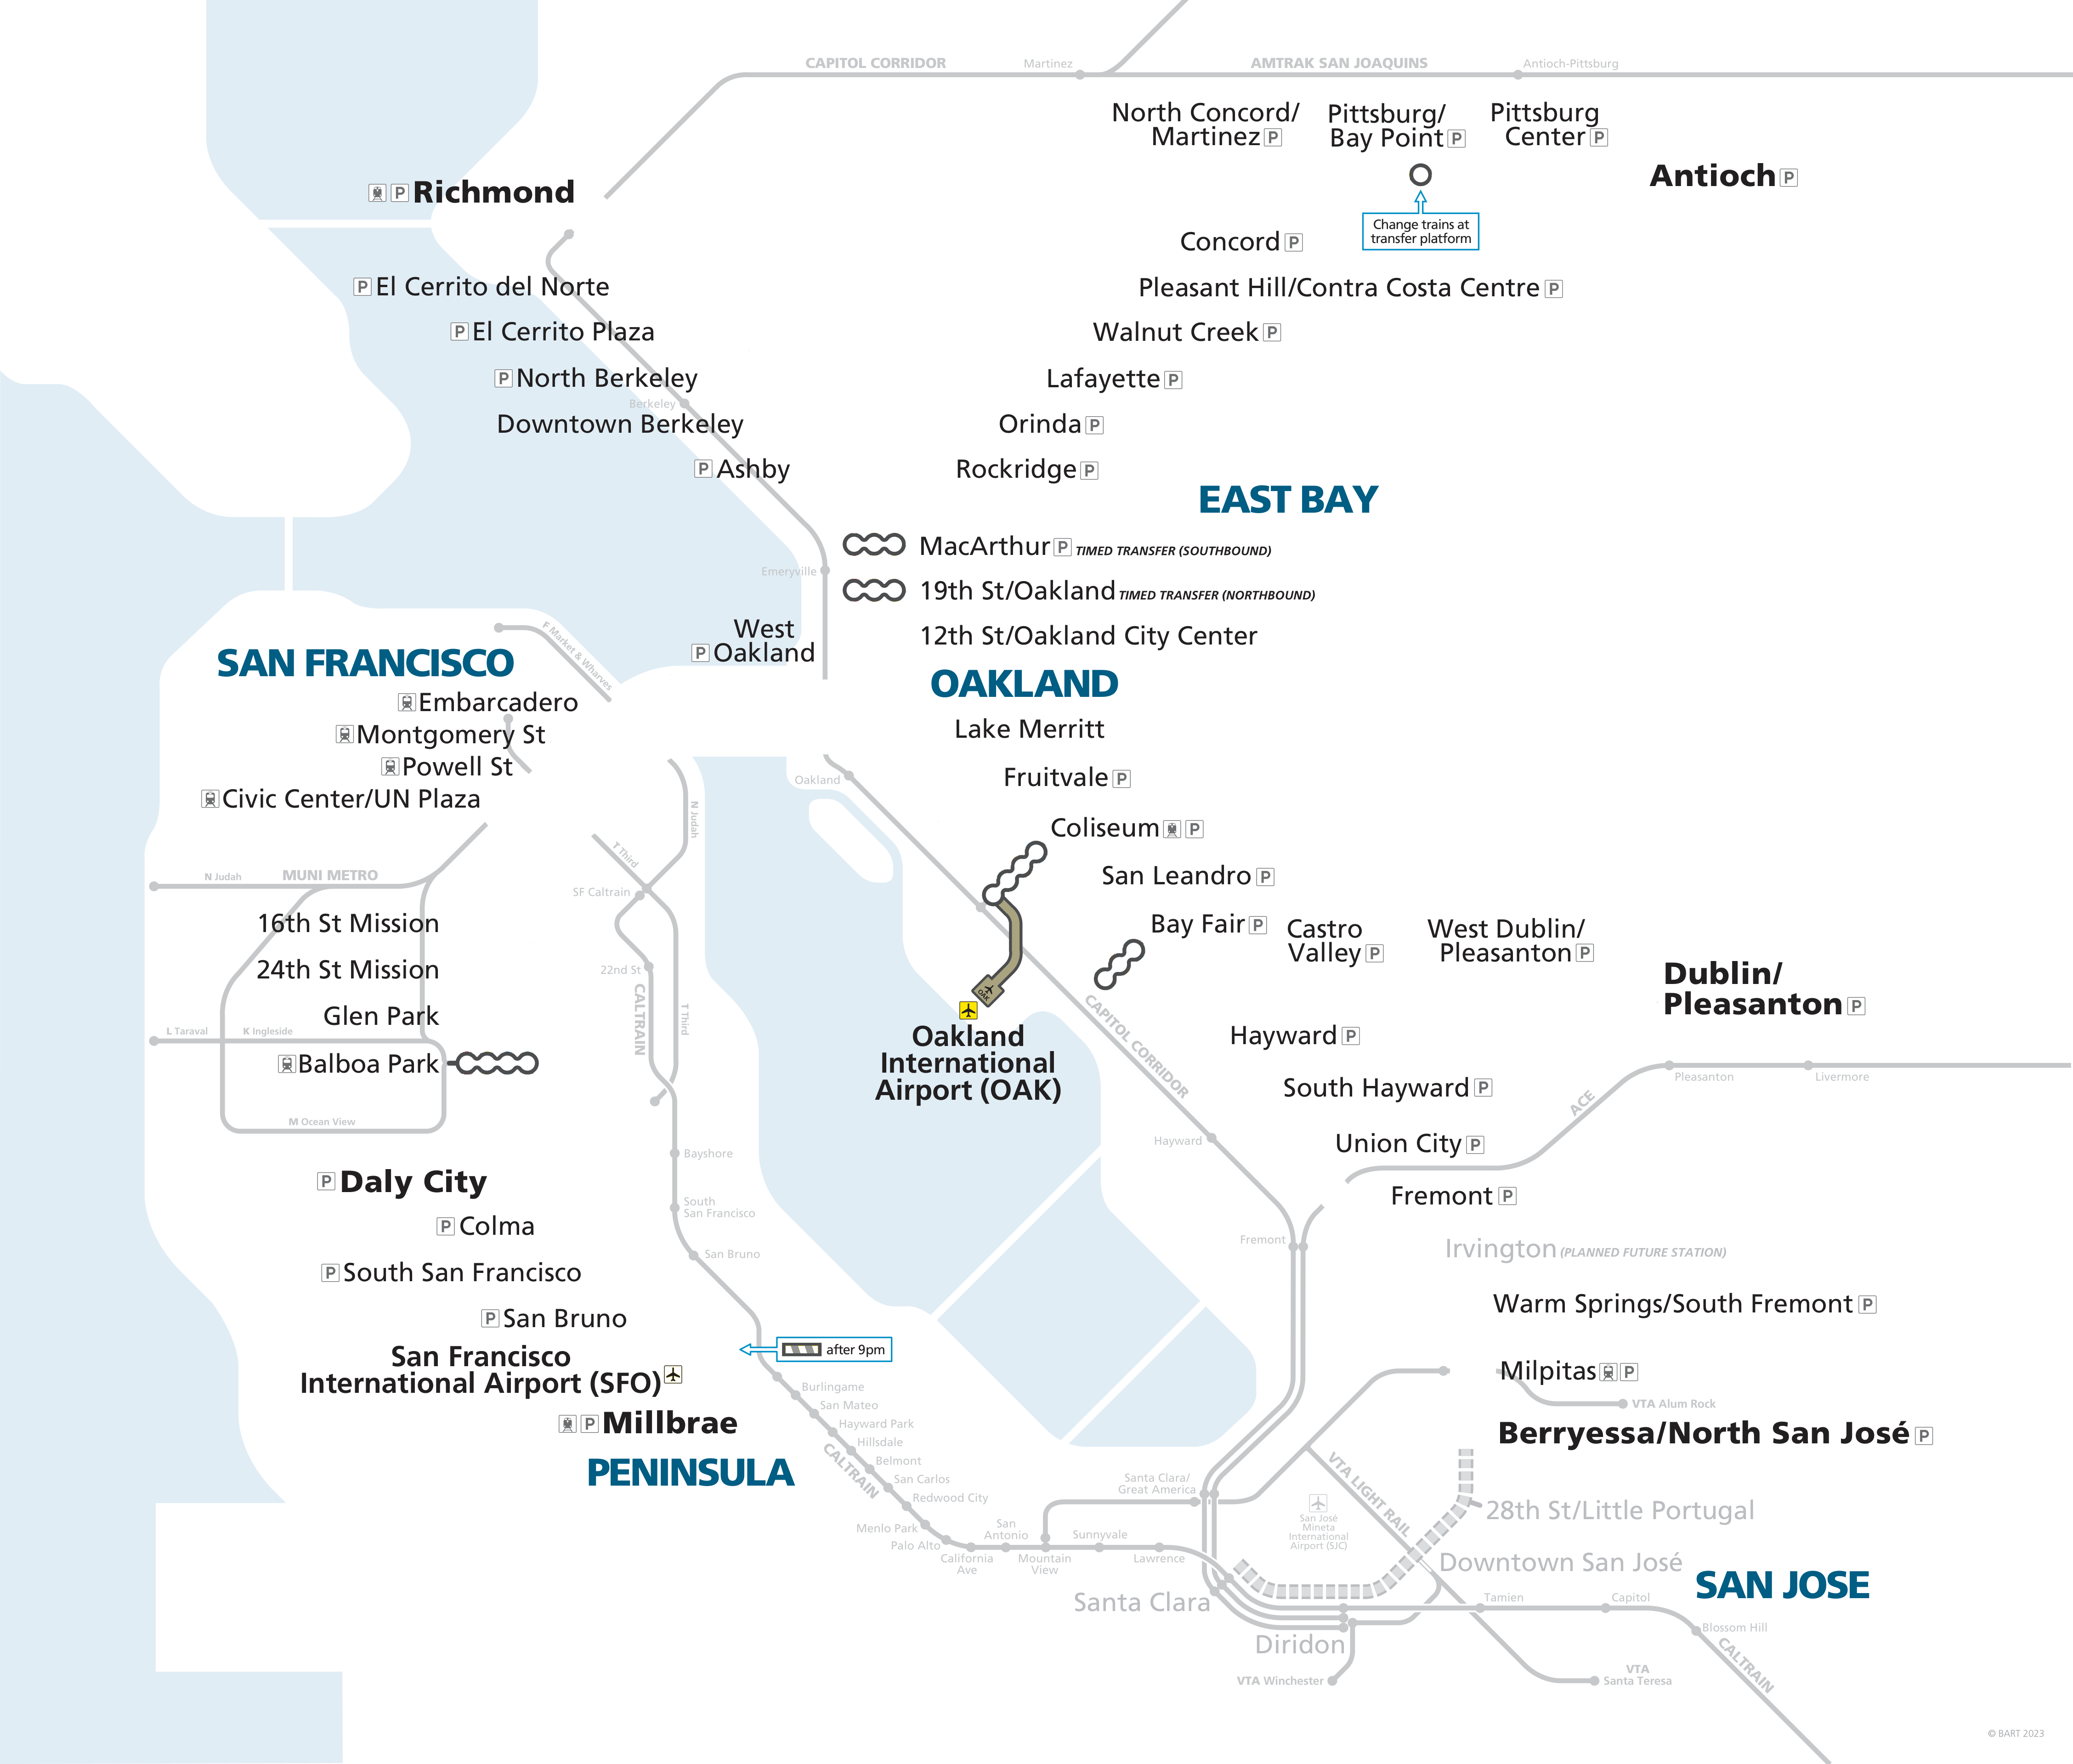 CAPITOL CORRIDOR
Martinez
AMTRAK SAN JOAQUINS
Antioch-Pittsburg
North Concord/
Martinez P
Pittsburg/
Bay Point P
Pittsburg
Center P
Antioch P
P Richmond
Change trains at
transfer platform
Concord P
P El Cerrito del Norte
Pleasant Hill/Contra Costa Centre P
P El Cerrito Plaza
Walnut Creek P
P North Berkeley
Lafayette P
Berkeley
Downtown Berkeley
Orinda P
P Ashby
Rockridge P
EAST BAY
MacArthur P TIMED TRANSFER (SOUTHBOUND)
Emeryville
19th St/Oakland TIMED TRANSFER (NORTHBOUND)
West
P Oakland
12th St/Oakland City Center
F Market & Wharves
SAN FRANCISCO
OAKLAND
Embarcadero
Montgomery St
Lake Merritt
Powell St
Oakland
Fruitvale P
Civic Center/UN Plaza
N Judah
Coliseum P
T Third
N Judah
MUNI METRO
SF Caltrain
San Leandro P
16th St Mission
Bay Fair P
Castro
Valley P
West Dublin/
Pleasanton P
24th St Mission
22nd St
Dublin/
Pleasanton P
CALTRAIN
T Third
OAK
Glen Park
L Taraval
K Ingleside
Oakland
International
Airport (OAK)
CAPITOL CORRIDOR
Hayward P
Balboa Park
Pleasanton
Livermore
South Hayward P
ACE
M Ocean View
Hayward
Union City P
Bayshore
P Daly City
Fremont P
South
San Francisco
P Colma
Fremont
Irvington (PLANNED FUTURE STATION)
San Bruno
P South San Francisco
Warm Springs/South Fremont P
P San Bruno
after 9pm
San Francisco
International Airport (SFO)
Milpitas P
Burlingame
San Mateo
VTA Alum Rock
P Millbrae
Hayward Park
Berryessa/North San José P
Hillsdale
PENINSULA
Belmont
CALTRAIN
San Carlos
Redwood City
Santa Clara/
Great America
VTA LIGHT RAIL
28th St/Little Portugal
San José
Mineta
International
Airport (SJC)
Menlo Park
Palo Alto
California
Ave
San
Antonio
Mountain
View
Sunnyvale
Lawrence
Downtown San José
SAN JOSE
Santa Clara
Tamien
Capitol
Blossom Hill
Diridon
CALTRAIN
VTA Winchester
VTA
Santa Teresa
© BART 2023